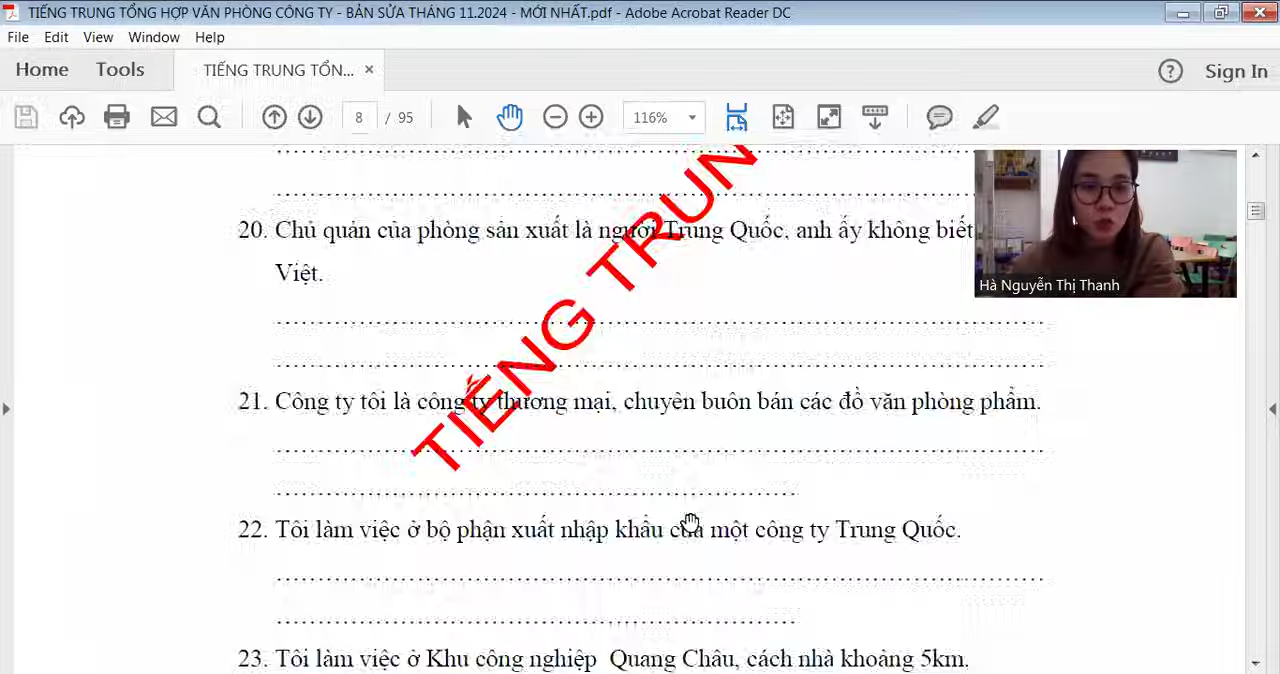 TIẾNG TRUNG TỔNG HỢP VĂN PHÒNG CÔNG TY - BẢN SỬA THÁNG 11.2024 - MỚI NHẤT.pdf - Adobe Acrobat Reader DC
File Edit View Window Help
Home Tools TIẾNG TRUNG TỔN... × Sign In
8 / 95 116%
20. Chủ quản của phòng sản xuất là người Trung Quốc, anh ấy không biết
Việt.
21. Công ty tôi là công ty thương mại, chuyên buôn bán các đồ văn phòng phẩm.
22. Tôi làm việc ở bộ phận xuất nhập khẩu của một công ty Trung Quốc.
23. Tôi làm việc ở Khu công nghiệp Quang Châu, cách nhà khoảng 5km.
TIẾNG TRUN
Hà Nguyễn Thị Thanh